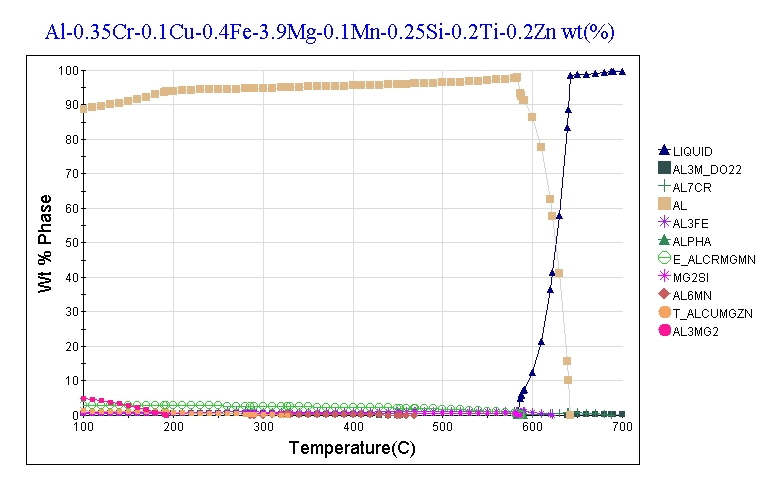 Al-0.35Cr-0.1Cu-0.4Fe-3.9Mg-0.1Mn-0.25Si-0.2Ti-0.2Zn wt(%)
100
90
80
70
60
50
40
30
20
10
0
Wt % Phase
100 200 300 400 500 600 700
Temperature(C)
LIQUID
AL3M_DO22
AL7CR
AL
AL3FE
ALPHA
E_ALCRMGMN
MG2SI
AL6MN
T_ALCUMGZN
AL3MG2